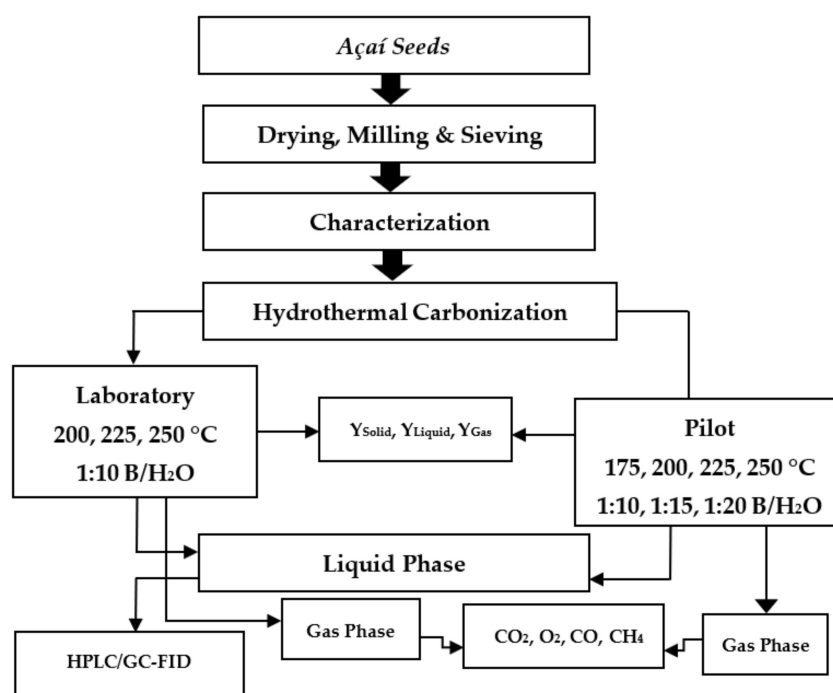 Açaí Seeds
Drying, Milling & Sieving
Characterization
Hydrothermal Carbonization
Laboratory
200, 225, 250 °C
1:10 B/H₂O
YSolid, YLiquid, YGas
Pilot
175, 200, 225, 250 °C
1:10, 1:15, 1:20 B/H₂O
Liquid Phase
Gas Phase
CO₂, O₂, CO, CH₄
Gas Phase
HPLC/GC-FID